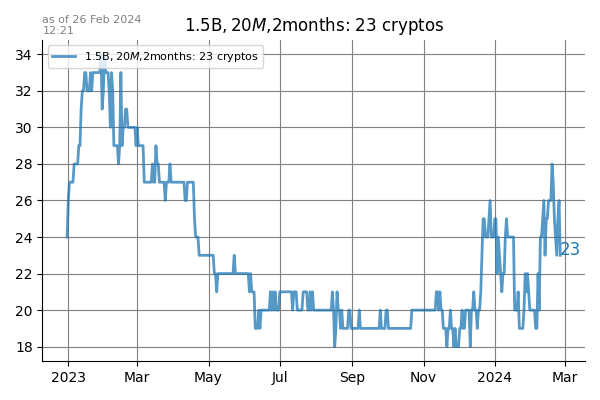 as of 26 Feb 2024
12:21
1.5B, 20M,2months: 23 cryptos
1.5B, 20M,2months: 23 cryptos
34
32
30
28
26
24
22
20
18
23
2023 Mar May Jul Sep Nov 2024 Mar